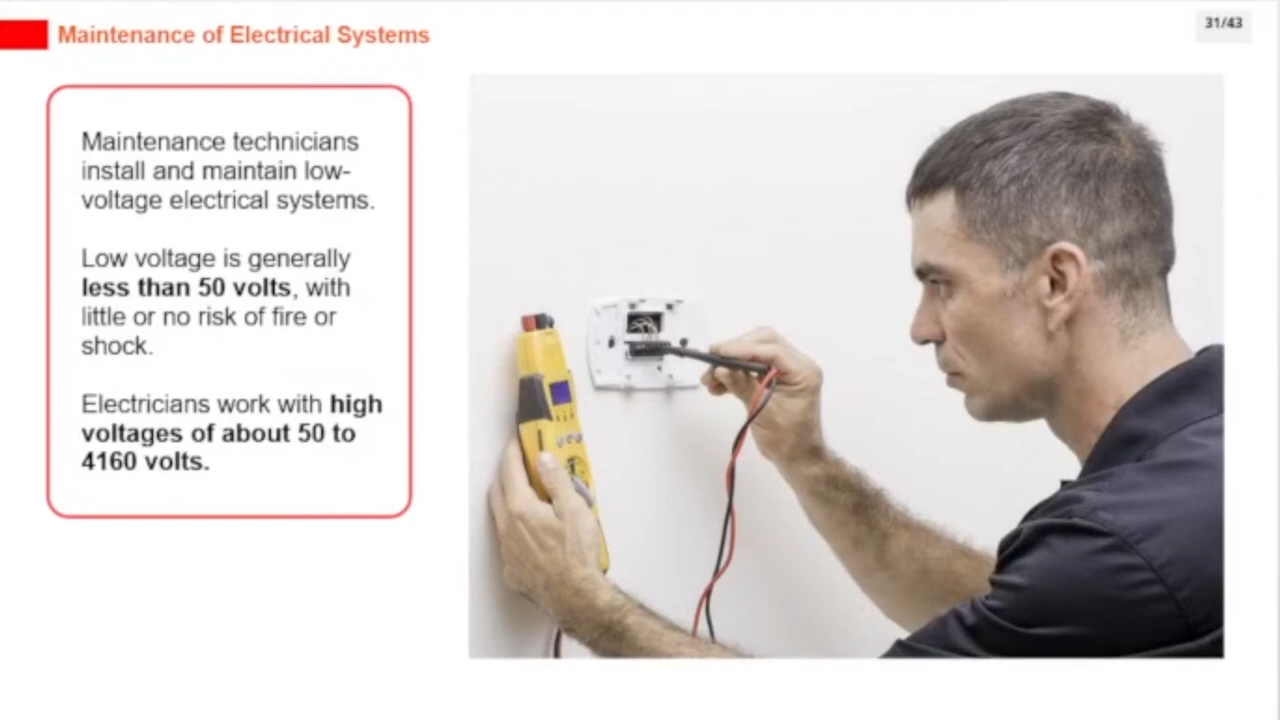 Maintenance of Electrical Systems
31/43
Maintenance technicians
install and maintain low-
voltage electrical systems.
Low voltage is generally
less than 50 volts, with
little or no risk of fire or
shock.
Electricians work with high
voltages of about 50 to
4160 volts.